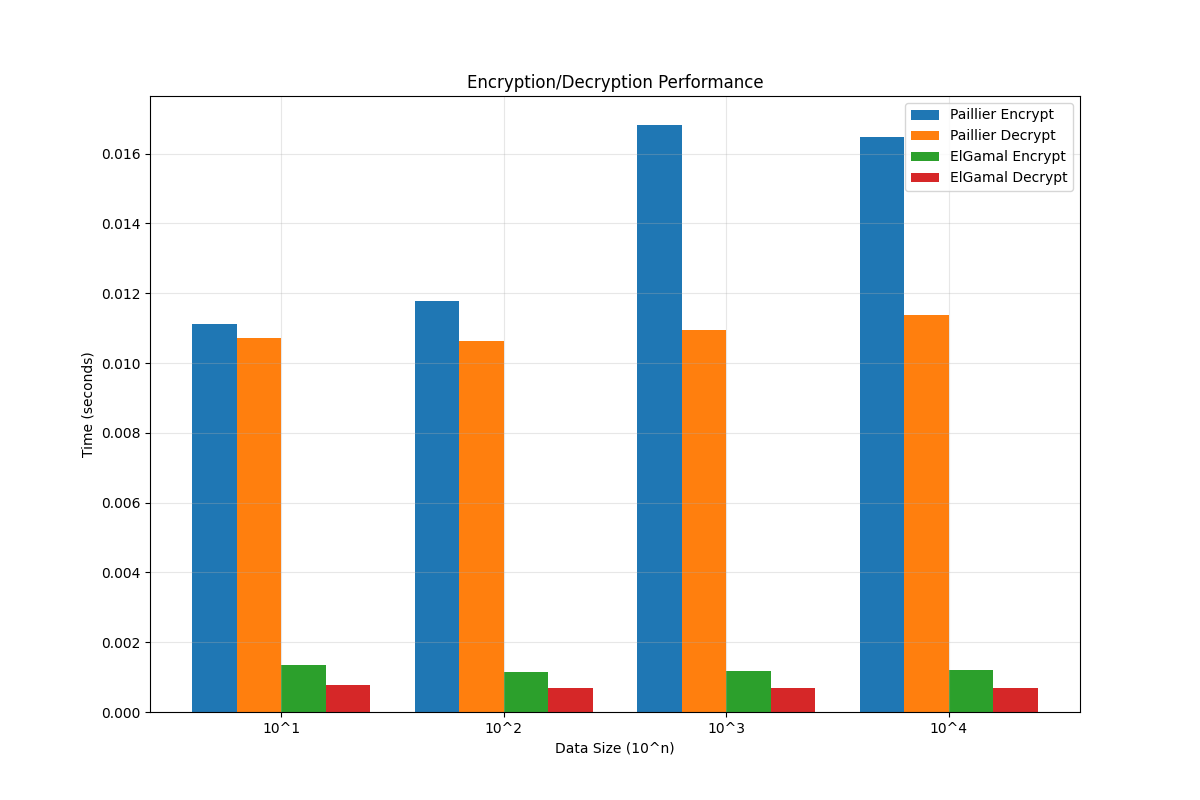 Encryption/Decryption Performance
Paillier Encrypt
Paillier Decrypt
ElGamal Encrypt
ElGamal Decrypt
Time (seconds)
0.016
0.014
0.012
0.010
0.008
0.006
0.004
0.002
0.000
10^1 10^2 10^3 10^4
Data Size (10^n)